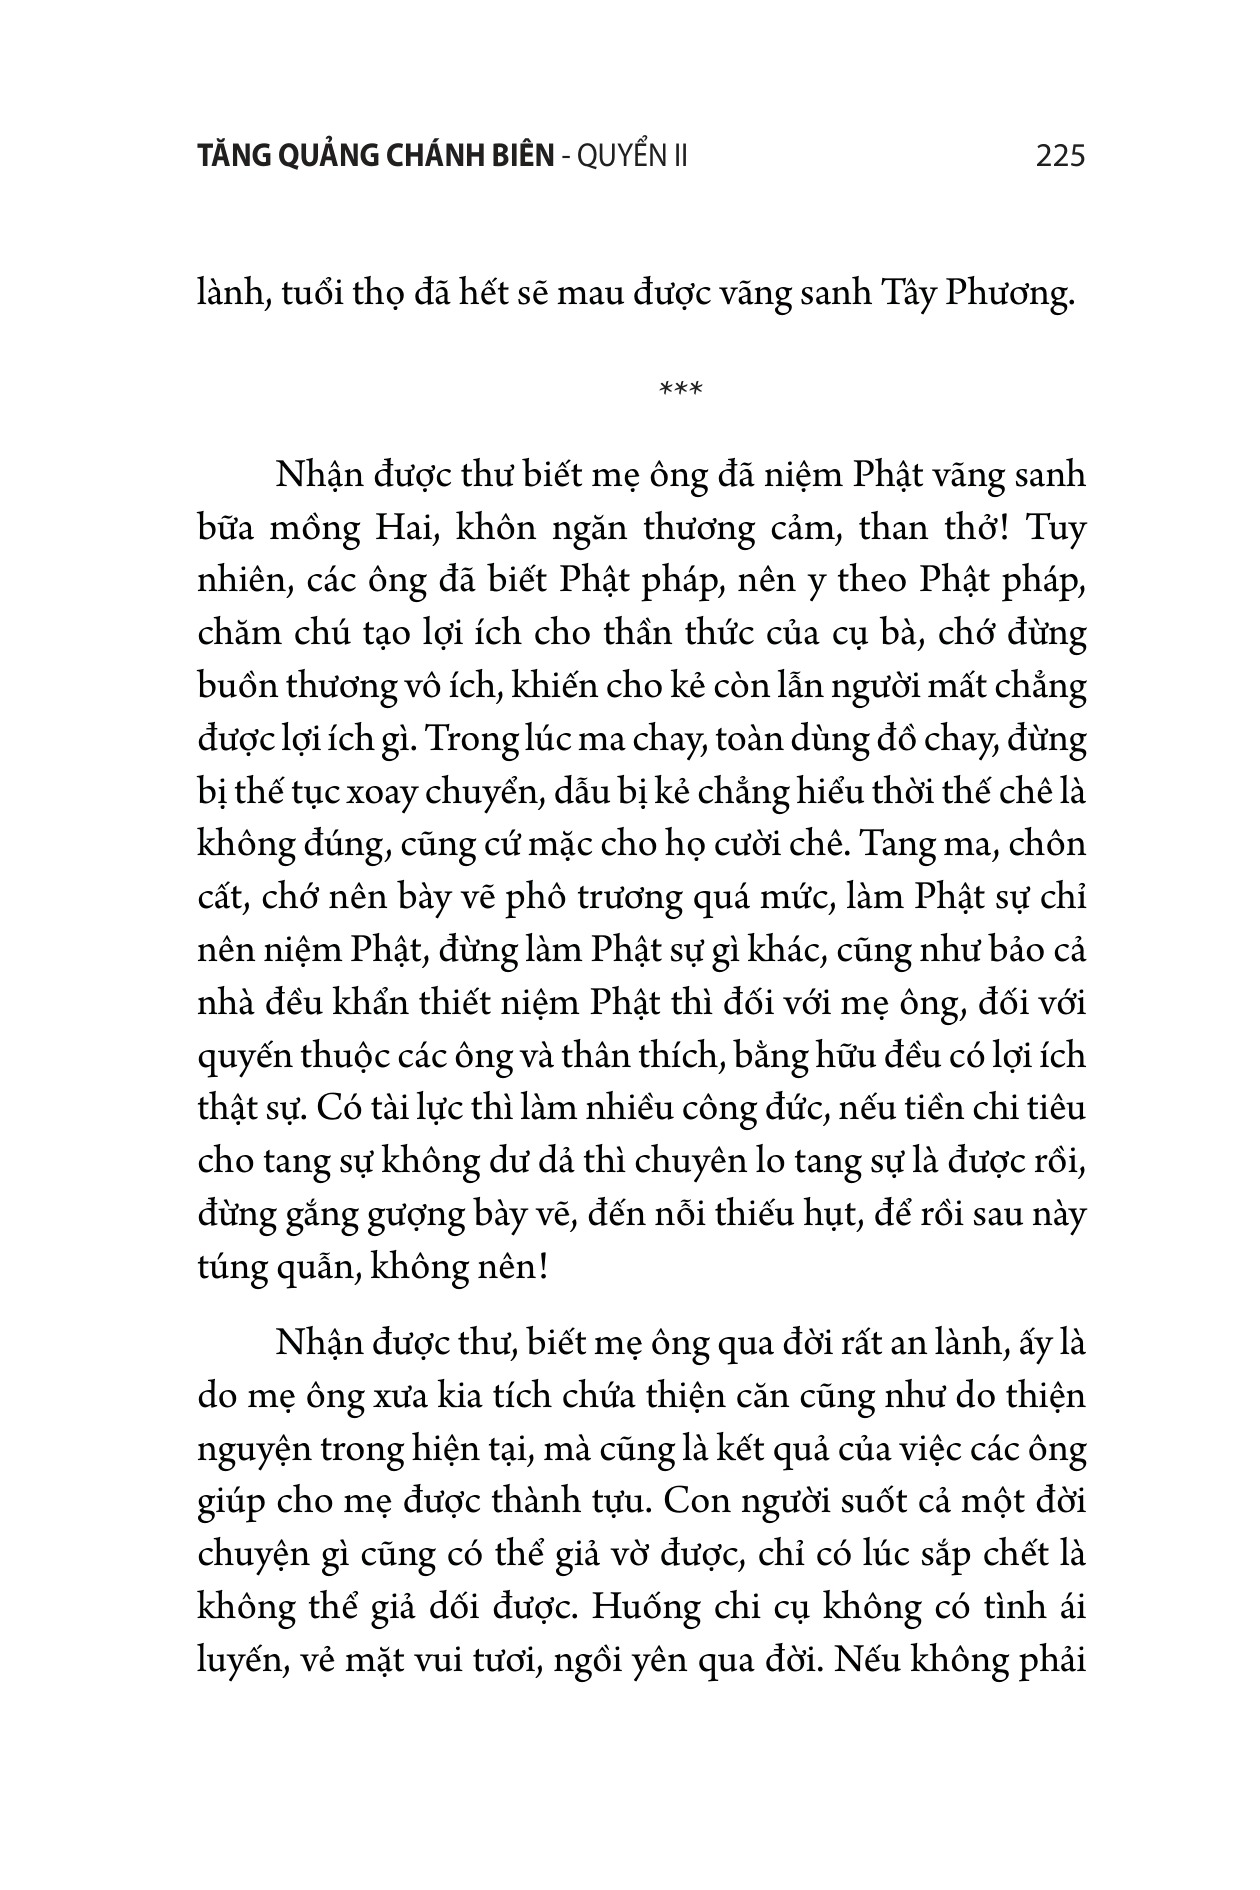 TĂNG QUẢNG CHÁNH BIÊN - QUYỂN II 225
lành, tuổi thọ đã hết sẽ mau được vãng sanh Tây Phương.
***
Nhận được thư biết mẹ ông đã niệm Phật vãng sanh
bữa mồng Hai, khôn ngăn thương cảm, than thở! Tuy
nhiên, các ông đã biết Phật pháp, nên y theo Phật pháp,
chăm chú tạo lợi ích cho thần thức của cụ bà, chớ đừng
buồn thương vô ích, khiến cho kẻ còn lẫn người mất chẳng
được lợi ích gì. Trong lúc ma chay, toàn dùng đồ chay, đừng
bị thế tục xoay chuyển, dẫu bị kẻ chẳng hiểu thời thế chê là
không đúng, cũng cứ mặc cho họ cười chê. Tang ma, chôn
cất, chớ nên bày vẽ phô trương quá mức, làm Phật sự chỉ
nên niệm Phật, đừng làm Phật sự gì khác, cũng như bảo cả
nhà đều khẩn thiết niệm Phật thì đối với mẹ ông, đối với
quyến thuộc các ông và thân thích, bằng hữu đều có lợi ích
thật sự. Có tài lực thì làm nhiều công đức, nếu tiền chi tiêu
cho tang sự không dư dả thì chuyên lo tang sự là được rồi,
đừng gắng gượng bày vẽ, đến nỗi thiếu hụt, để rồi sau này
túng quẫn, không nên!
Nhận được thư, biết mẹ ông qua đời rất an lành, ấy là
do mẹ ông xưa kia tích chứa thiện căn cũng như do thiện
nguyện trong hiện tại, mà cũng là kết quả của việc các ông
giúp cho mẹ được thành tựu. Con người suốt cả một đời
chuyện gì cũng có thể giả vờ được, chỉ có lúc sắp chết là
không thể giả dối được. Huống chi cụ không có tình ái
luyến, vẻ mặt vui tươi, ngồi yên qua đời. Nếu không phải